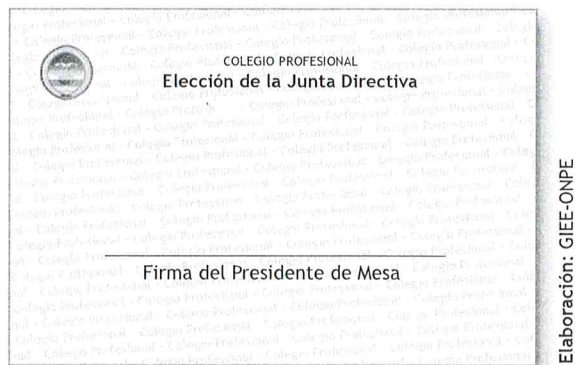 COLEGIO PROFESIONAL
Elección de la Junta Directiva
Firma del Presidente de Mesa
Elaboración: GIEE-ONPE